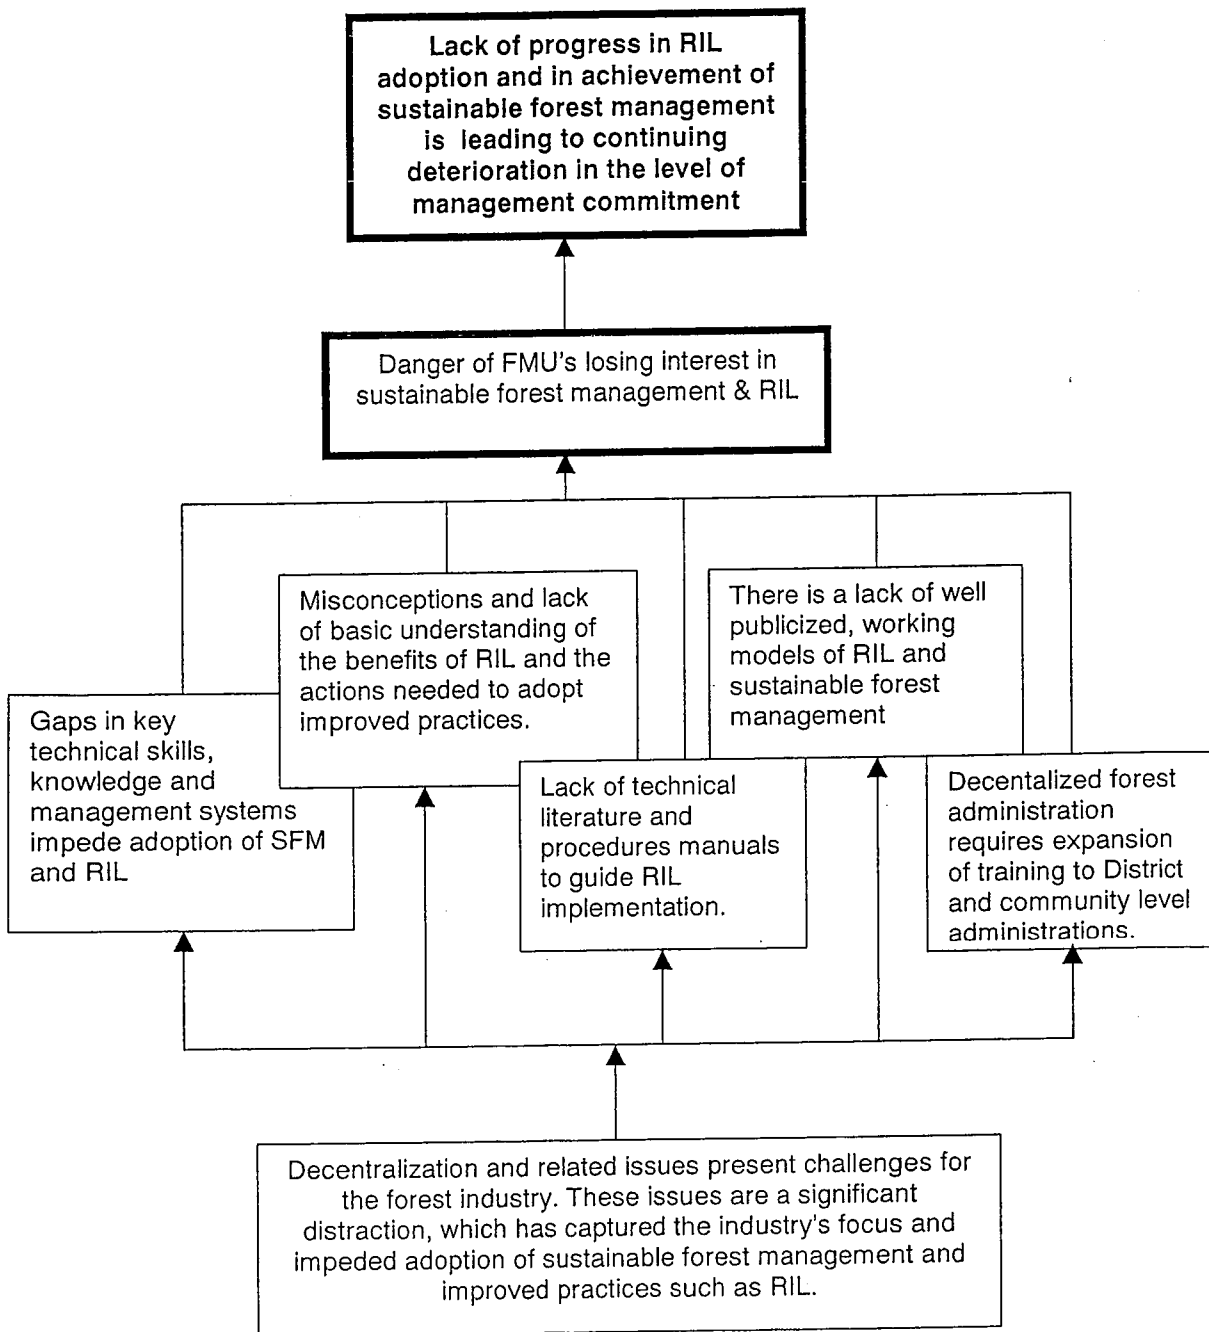 Lack of progress in RIL
adoption and in achievement of
sustainable forest management
is leading to continuing
deterioration in the level of
management commitment
Danger of FMU's losing interest in
sustainable forest management & RIL
Gaps in key
technical skills,
knowledge and
management systems
impede adoption of SFM
and RIL
Misconceptions and lack
of basic understanding of
the benefits of RIL and the
actions needed to adopt
improved practices.
Lack of technical
literature and
procedures manuals
to guide RIL
implementation.
There is a lack of well
publicized, working
models of RIL and
sustainable forest
management
Decentalized forest
administration
requires expansion
of training to District
and community level
administrations.
Decentralization and related issues present challenges for
the forest industry. These issues are a significant
distraction, which has captured the industry's focus and
impeded adoption of sustainable forest management and
improved practices such as RIL.